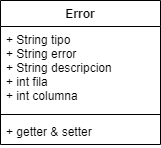 Error
+ String tipo
+ String error
+ String descripcion
+ int fila
+ int columna
+ getter & setter